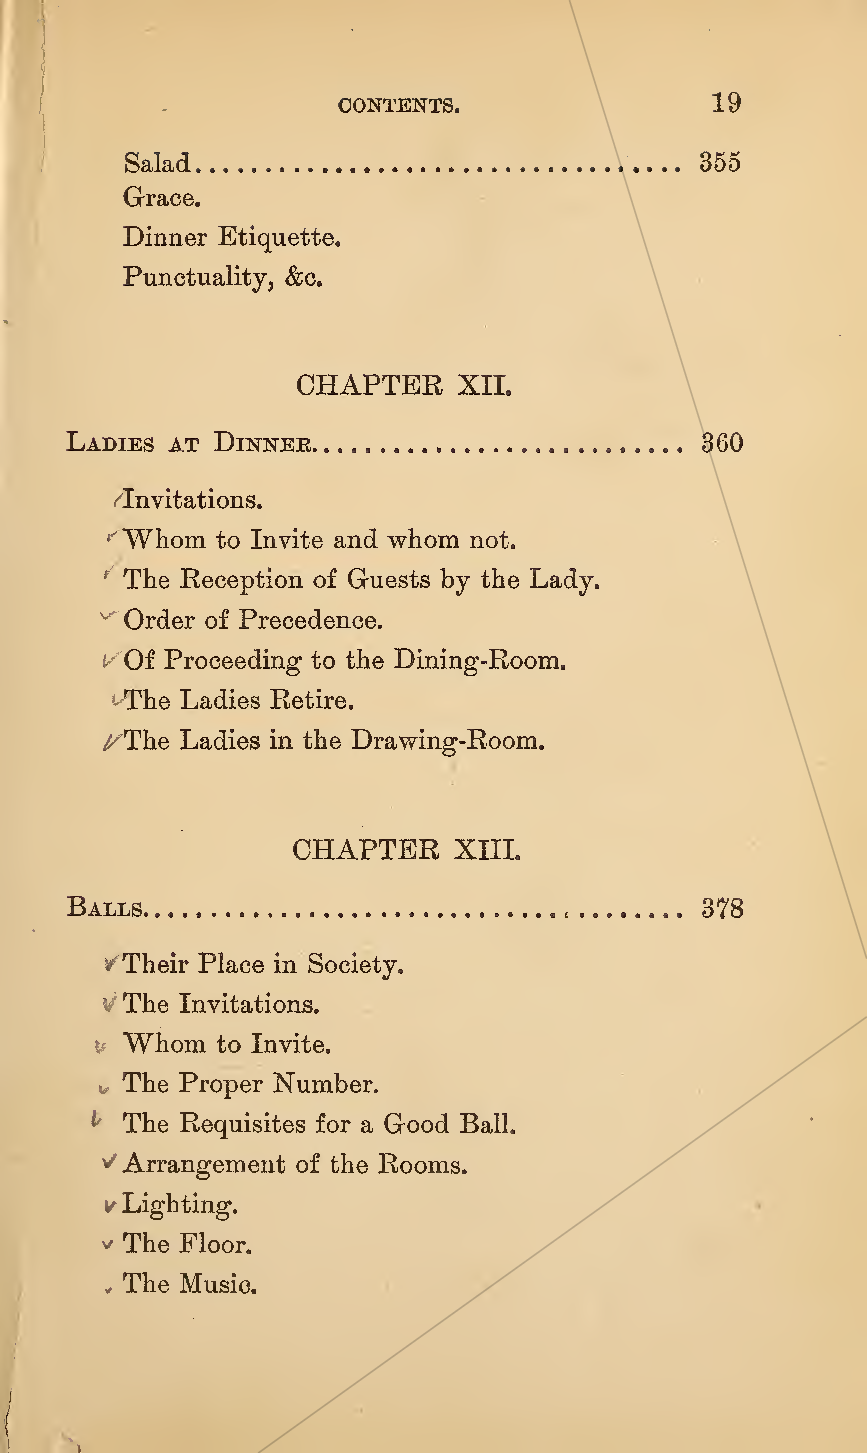 CONTENTS. 19
Salad.................................. 355
Grace.
Dinner Etiquette.
Punctuality, &c.
CHAPTER XII.
LADIES AT DINNER.......................... 360
Invitations.
Whom to Invite and whom not.
The Reception of Guests by the Lady.
Order of Precedence.
Of Proceeding to the Dining-Room.
The Ladies Retire.
The Ladies in the Drawing-Room.
CHAPTER XIII.
BALLS...................................... 378
Their Place in Society.
The Invitations.
Whom to Invite.
The Proper Number.
The Requisites for a Good Ball.
Arrangement of the Rooms.
Lighting.
The Floor.
The Music.